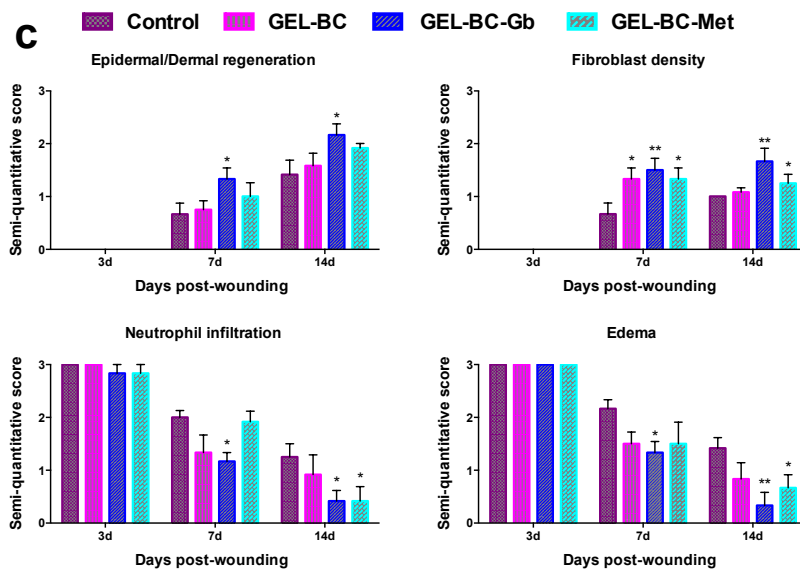 C
Control GEL-BC GEL-BC-Gb GEL-BC-Met
Epidermal/Dermal regeneration
Semi-quantitative score
3
2
1
0
*
*
3d 7d 14d
Days post-wounding
Fibroblast density
Semi-quantitative score
3
2
1
0
* ** *
** *
3d 7d 14d
Days post-wounding
Neutrophil infiltration
Semi-quantitative score
3
2
1
0
*
* *
3d 7d 14d
Days post-wounding
Edema
Semi-quantitative score
3
2
1
0
*
** *
3d 7d 14d
Days post-wounding